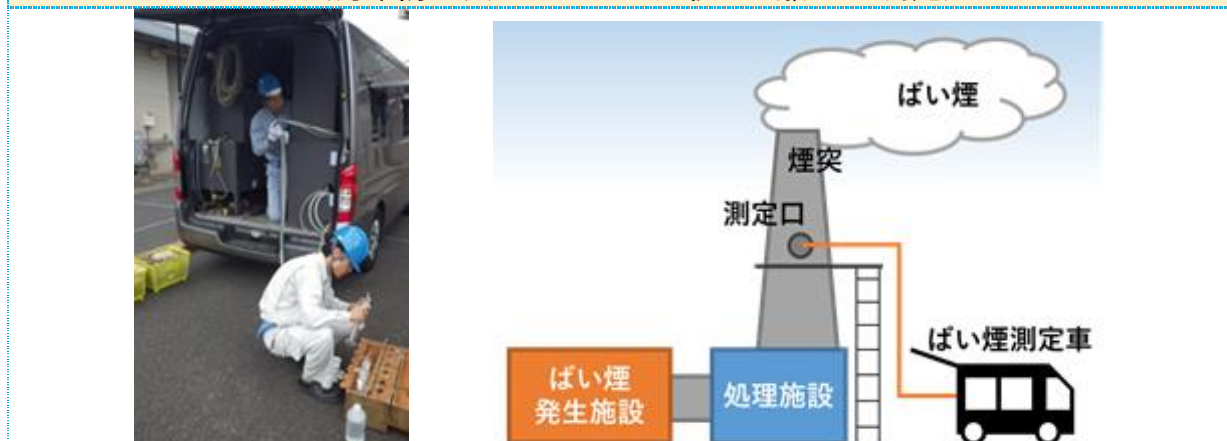 ばい煙
煙突
測定口
ばい煙測定車
ばい煙
発生施設
処理施設